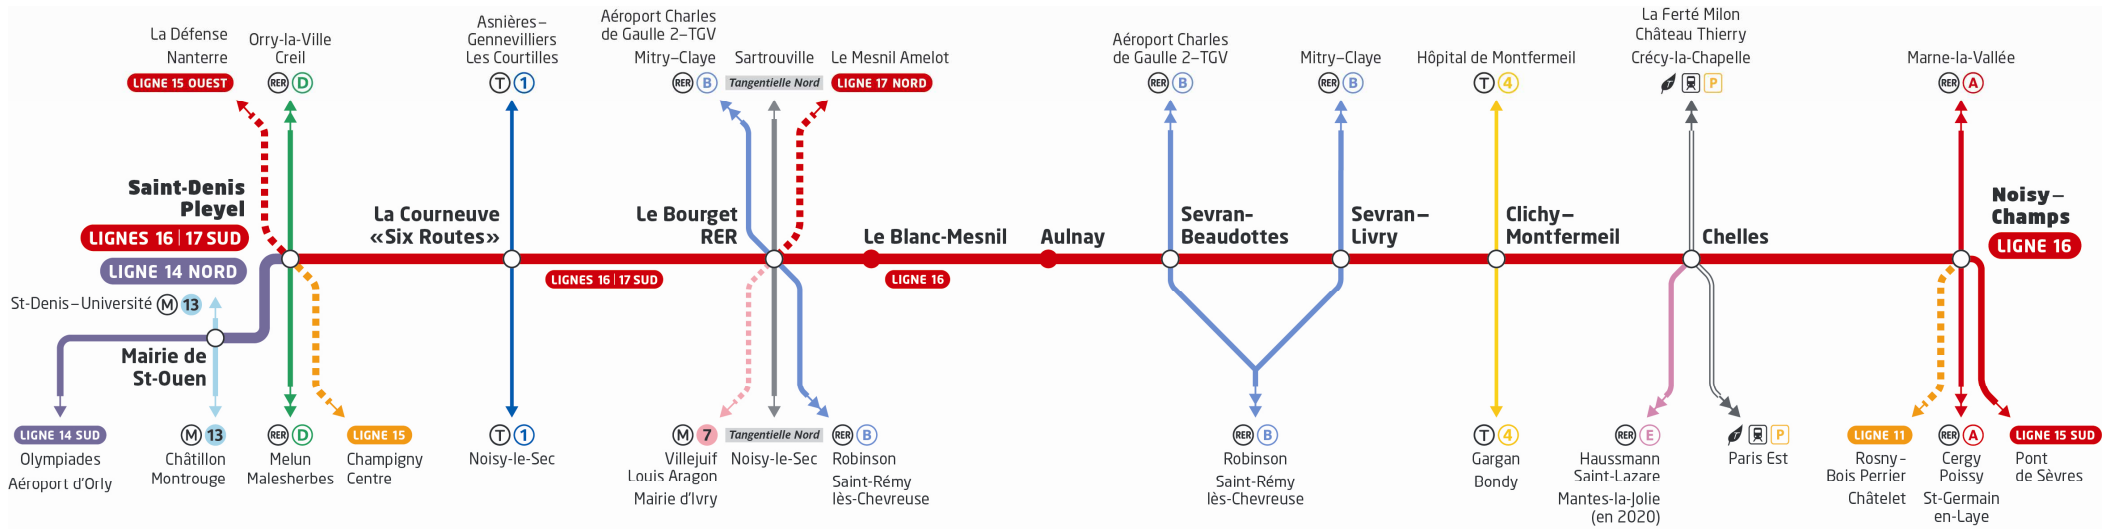 La Défense
Nanterre
LIGNE 15 OUEST
Orry-la-Ville
Creil
RER D
Asnières–
Gennevilliers
Les Courtilles
T 1
Aéroport Charles
de Gaulle 2–TGV
Mitry–Claye
RER B
Sartrouville
Tangentielle Nord
Le Mesnil Amelot
LIGNE 17 NORD
Aéroport Charles
de Gaulle 2–TGV
RER B
Mitry–Claye
RER B
Hôpital de Montfermeil
T 4
La Ferté Milon
Château Thierry
Crécy-la-Chapelle
P
Marne-la-Vallée
RER A
Saint-Denis
Pleyel
LIGNES 16 | 17 SUD
LIGNE 14 NORD
La Courneuve
«Six Routes»
LIGNES 16 | 17 SUD
Le Bourget
RER
Le Blanc-Mesnil
LIGNE 16
Aulnay
Sevran–
Beaudottes
Sevran–
Livry
Clichy–
Montfermeil
Chelles
Noisy–
Champs
LIGNE 16
St-Denis–Université M 13
Mairie de
St-Ouen
LIGNE 14 SUD
Olympiades
Aéroport d'Orly
M 13
Châtillon
Montrouge
RER D
Melun
Malesherbes
LIGNE 15
Champigny
Centre
T 1
Noisy-le-Sec
M 7
Villejuif
Louis Aragon
Mairie d'Ivry
Tangentielle Nord
Noisy-le-Sec
RER B
Robinson
Saint-Rémy
lès-Chevreuse
RER B
Robinson
Saint-Rémy
lès-Chevreuse
T 4
Gargan
Bondy
RER E
Haussmann
Saint-Lazare
Mantes-la-Jolie
(en 2020)
P
Paris Est
LIGNE 11
Rosny–
Bois Perrier
Châtelet
RER A
Cergy
Poissy
St-Germain
en-Laye
LIGNE 15 SUD
Pont
de Sèvres